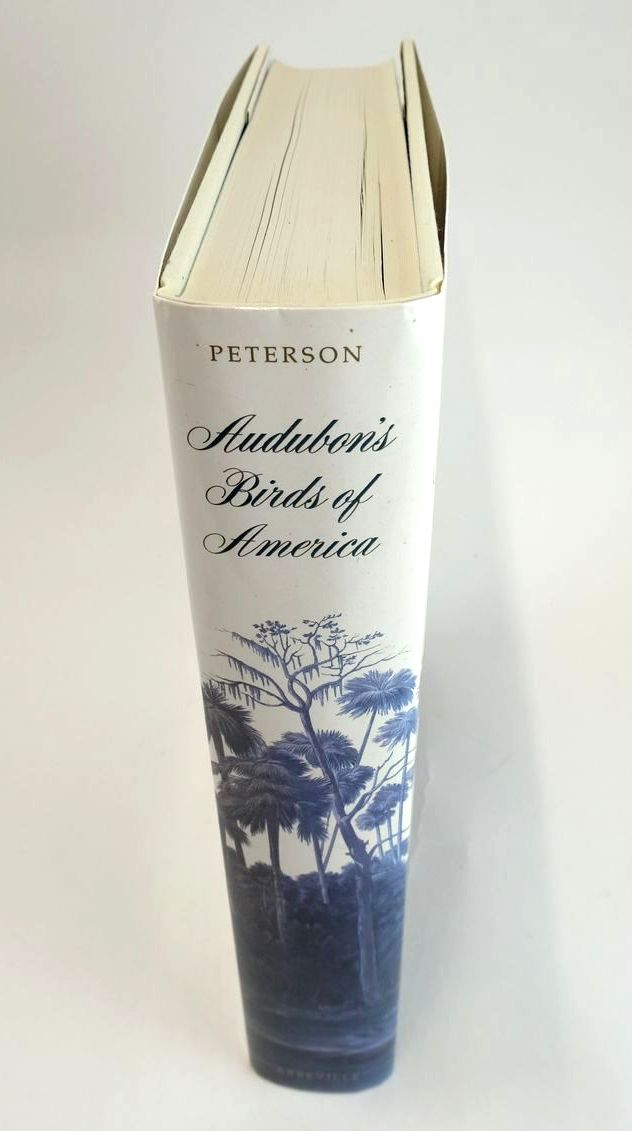 PETERSON
Audubon's
Birds of
America
ABBEVILLE